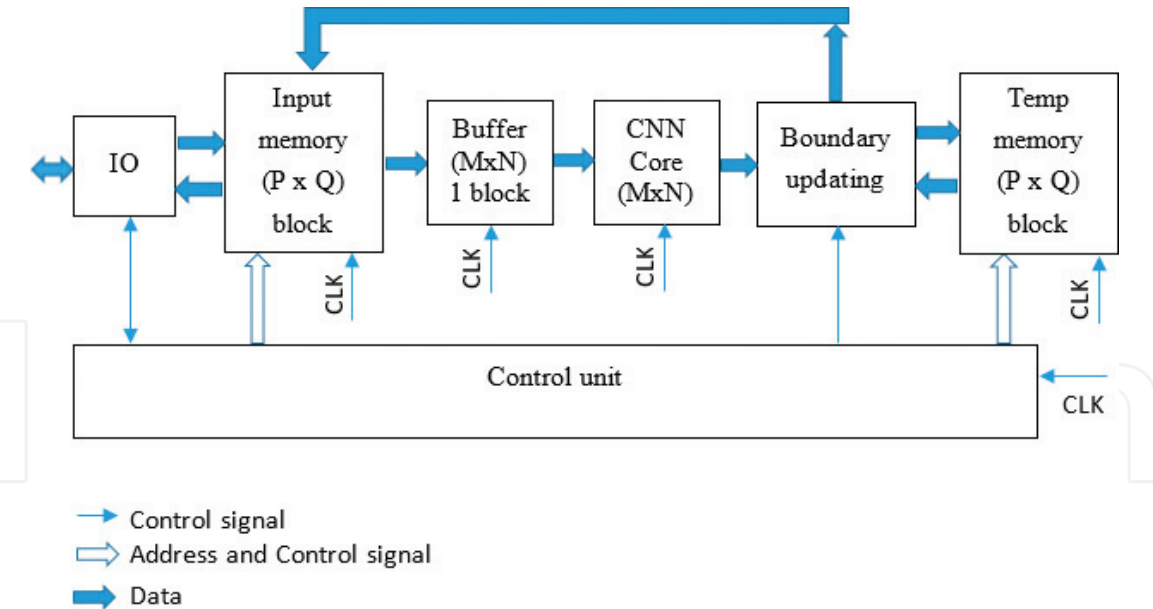 IO
Input
memory
(P x Q)
block
Buffer
(MxN)
1 block
CNN
Core
(MxN)
Boundary
updating
Temp
memory
(P x Q)
block
CLK
CLK
CLK
CLK
Control unit
CLK
Control signal
Address and Control signal
Data